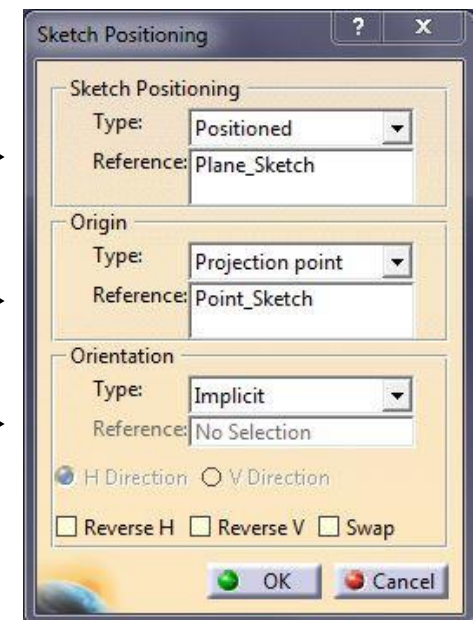 Sketch Positioning ? X
Sketch Positioning
Type: Positioned
Reference: Plane_Sketch
Origin
Type: Projection point
Reference: Point_Sketch
Orientation
Type: Implicit
Reference: No Selection
H Direction V Direction
Reverse H Reverse V Swap
OK Cancel